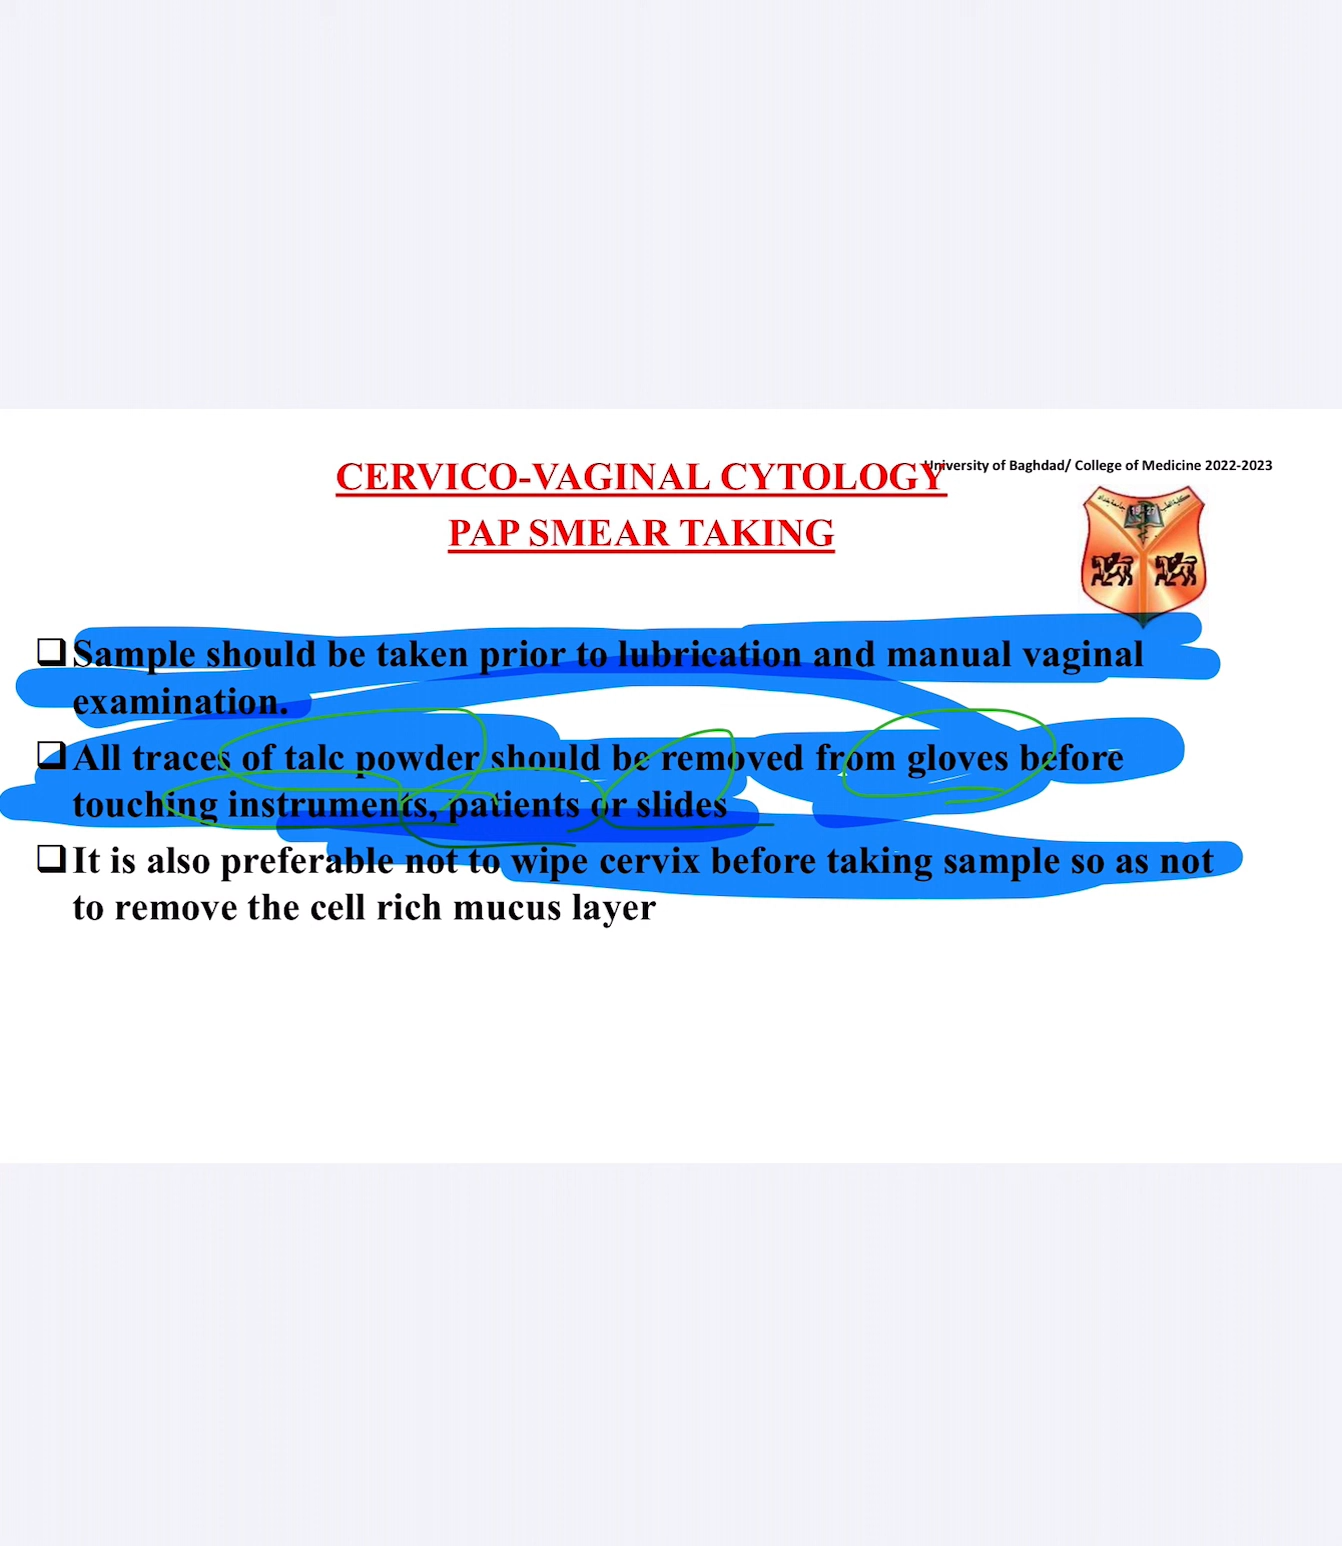 University of Baghdad/ College of Medicine 2022-2023
CERVICO-VAGINAL CYTOLOGY
PAP SMEAR TAKING
❑Sample should be taken prior to lubrication and manual vaginal
examination.
❑All traces of talc powder should be removed from gloves before
touching instruments, patients or slides
❑It is also preferable not to wipe cervix before taking sample so as not
to remove the cell rich mucus layer